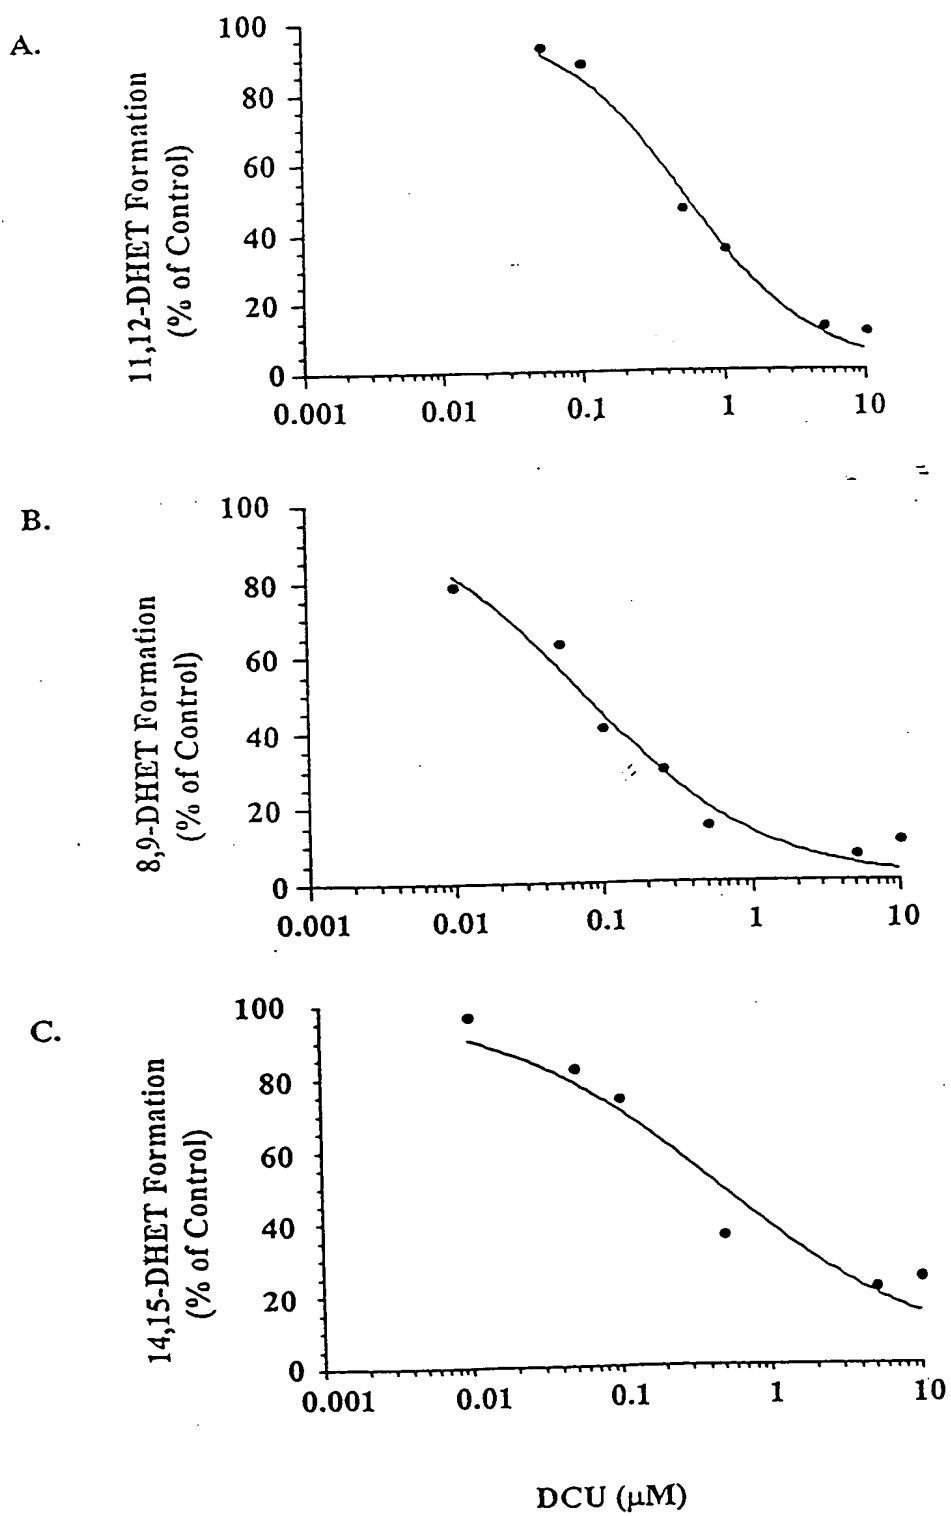 A.
11,12-DHET Formation
(% of Control)
100
80
60
40
20
0
0.001 0.01 0.1 1 10
B.
8,9-DHET Formation
(% of Control)
100
80
60
40
20
0
0.001 0.01 0.1 1 10
C.
14,15-DHET Formation
(% of Control)
100
80
60
40
20
0
0.001 0.01 0.1 1 10
DCU (μM)